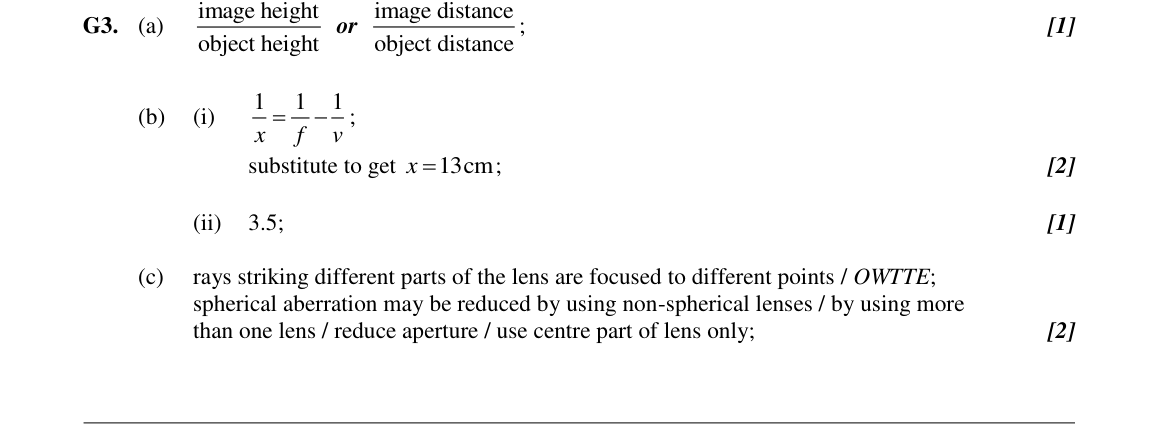 G3. (a) image height / object height or image distance / object distance ; [1]
(b) (i) 1/x = 1/f − 1/v ;
substitute to get x = 13cm; [2]
(ii) 3.5; [1]
(c) rays striking different parts of the lens are focused to different points / OWTTE;
spherical aberration may be reduced by using non-spherical lenses / by using more
than one lens / reduce aperture / use centre part of lens only; [2]